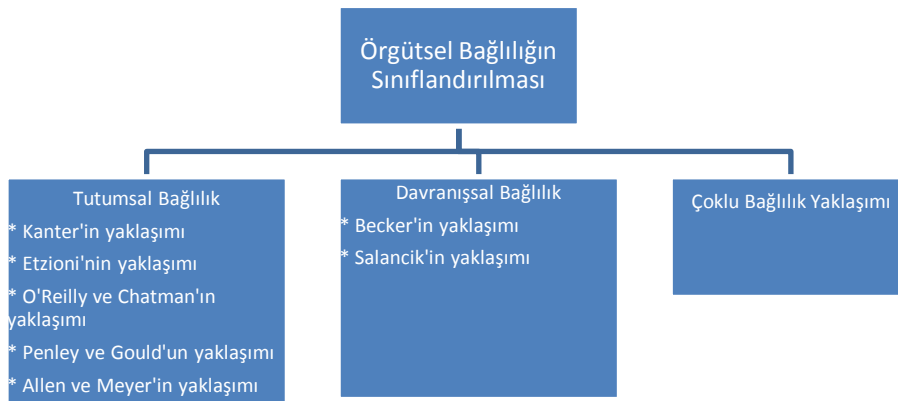 Örgütsel Bağlılığın
Sınıflandırılması
Tutumsal Bağlılık
* Kanter'in yaklaşımı
* Etzioni'nin yaklaşımı
* O'Reilly ve Chatman'ın
yaklaşımı
* Penley ve Gould'un yaklaşımı
* Allen ve Meyer'in yaklaşımı
Davranışsal Bağlılık
* Becker'in yaklaşımı
* Salancik'in yaklaşımı
Çoklu Bağlılık Yaklaşımı